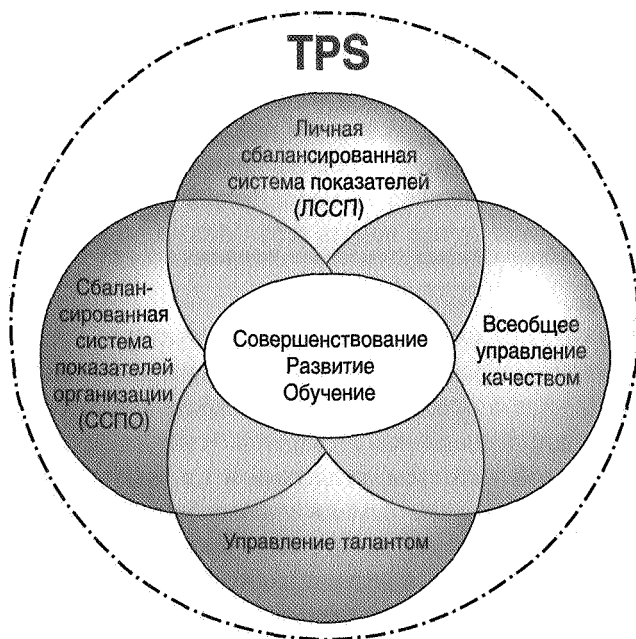 TPS
Личная
сбалансированная
система показателей
(ЛССП)
Сбалан-
сированная
система
показателей
организации
(ССПО)
Совершенствование
Развитие
Обучение
Всеобщее
управление
качеством
Управление талантом